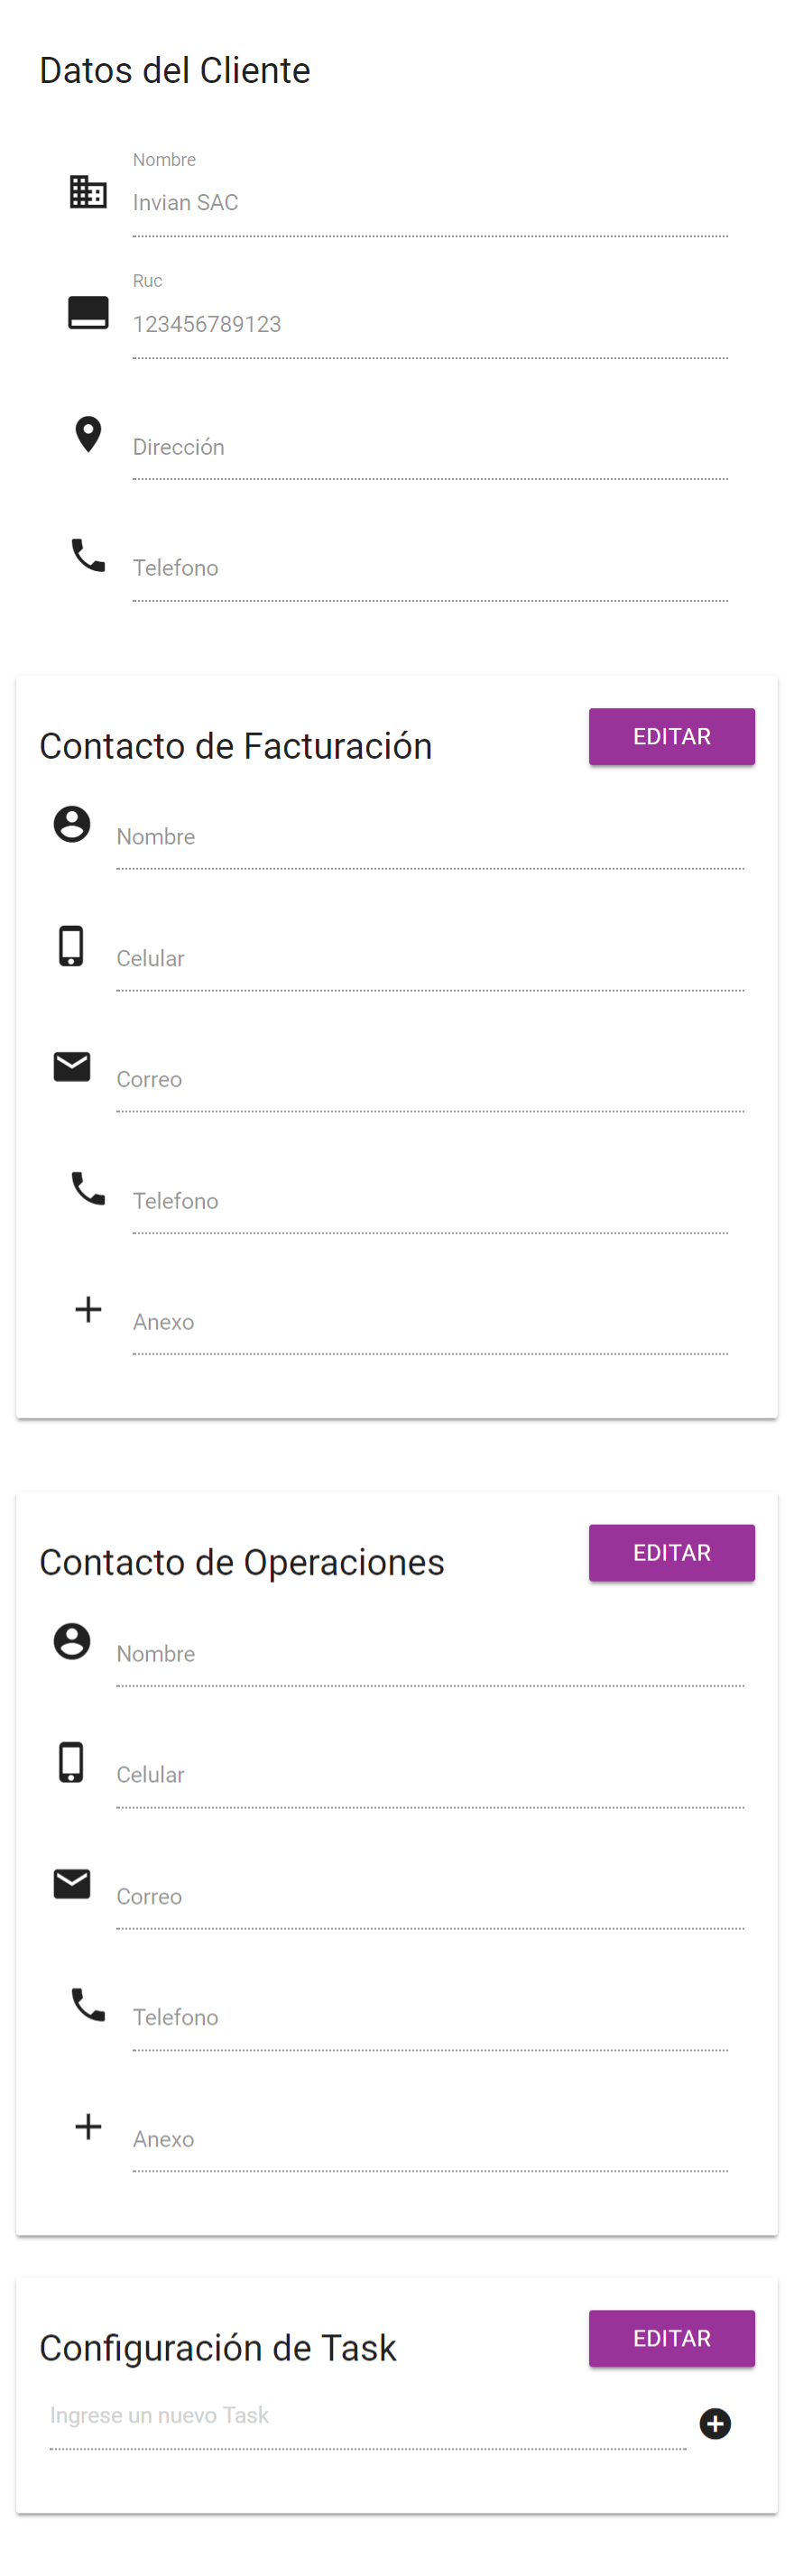 Datos del Cliente
Nombre
Invian SAC
Ruc
123456789123
Dirección
Telefono
Contacto de Facturación
EDITAR
Nombre
Celular
Correo
Telefono
Anexo
Contacto de Operaciones
EDITAR
Nombre
Celular
Correo
Telefono
Anexo
Configuración de Task
EDITAR
Ingrese un nuevo Task